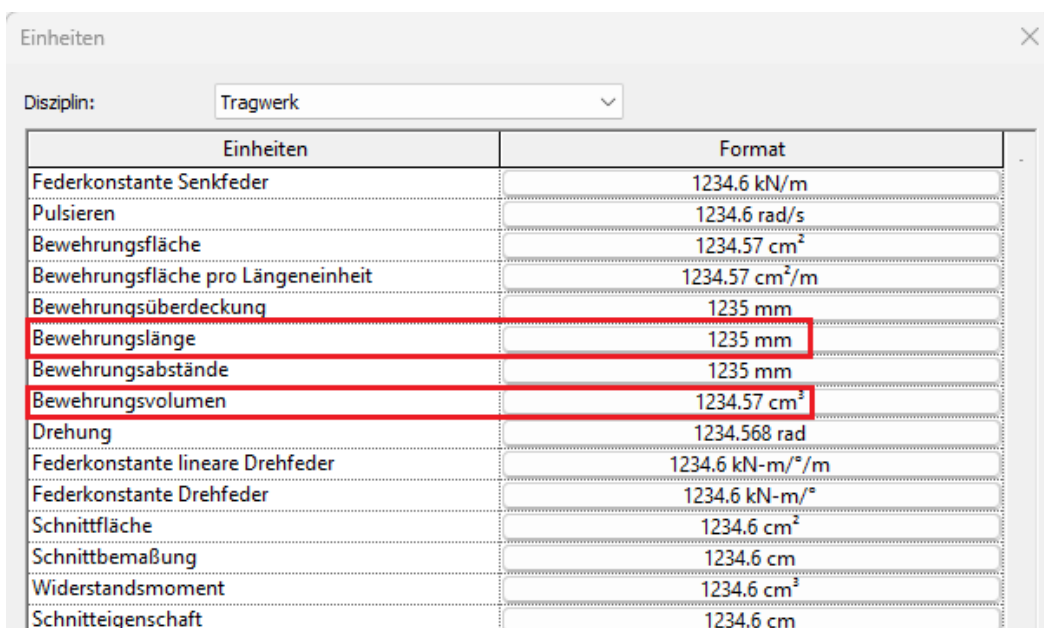 Einheiten
Disziplin: Tragwerk
Einheiten Format
Federkonstante Senkfeder 1234.6 kN/m
Pulsieren 1234.6 rad/s
Bewehrungsfläche 1234.57 cm²
Bewehrungsfläche pro Längeneinheit 1234.57 cm²/m
Bewehrungsüberdeckung 1235 mm
Bewehrungslänge 1235 mm
Bewehrungsabstände 1235 mm
Bewehrungsvolumen 1234.57 cm³
Drehung 1234.568 rad
Federkonstante lineare Drehfeder 1234.6 kN-m/°/m
Federkonstante Drehfeder 1234.6 kN-m/°
Schnittfläche 1234.6 cm²
Schnittbemaßung 1234.6 cm
Widerstandsmoment 1234.6 cm³
Schnitteigenschaft 1234.6 cm